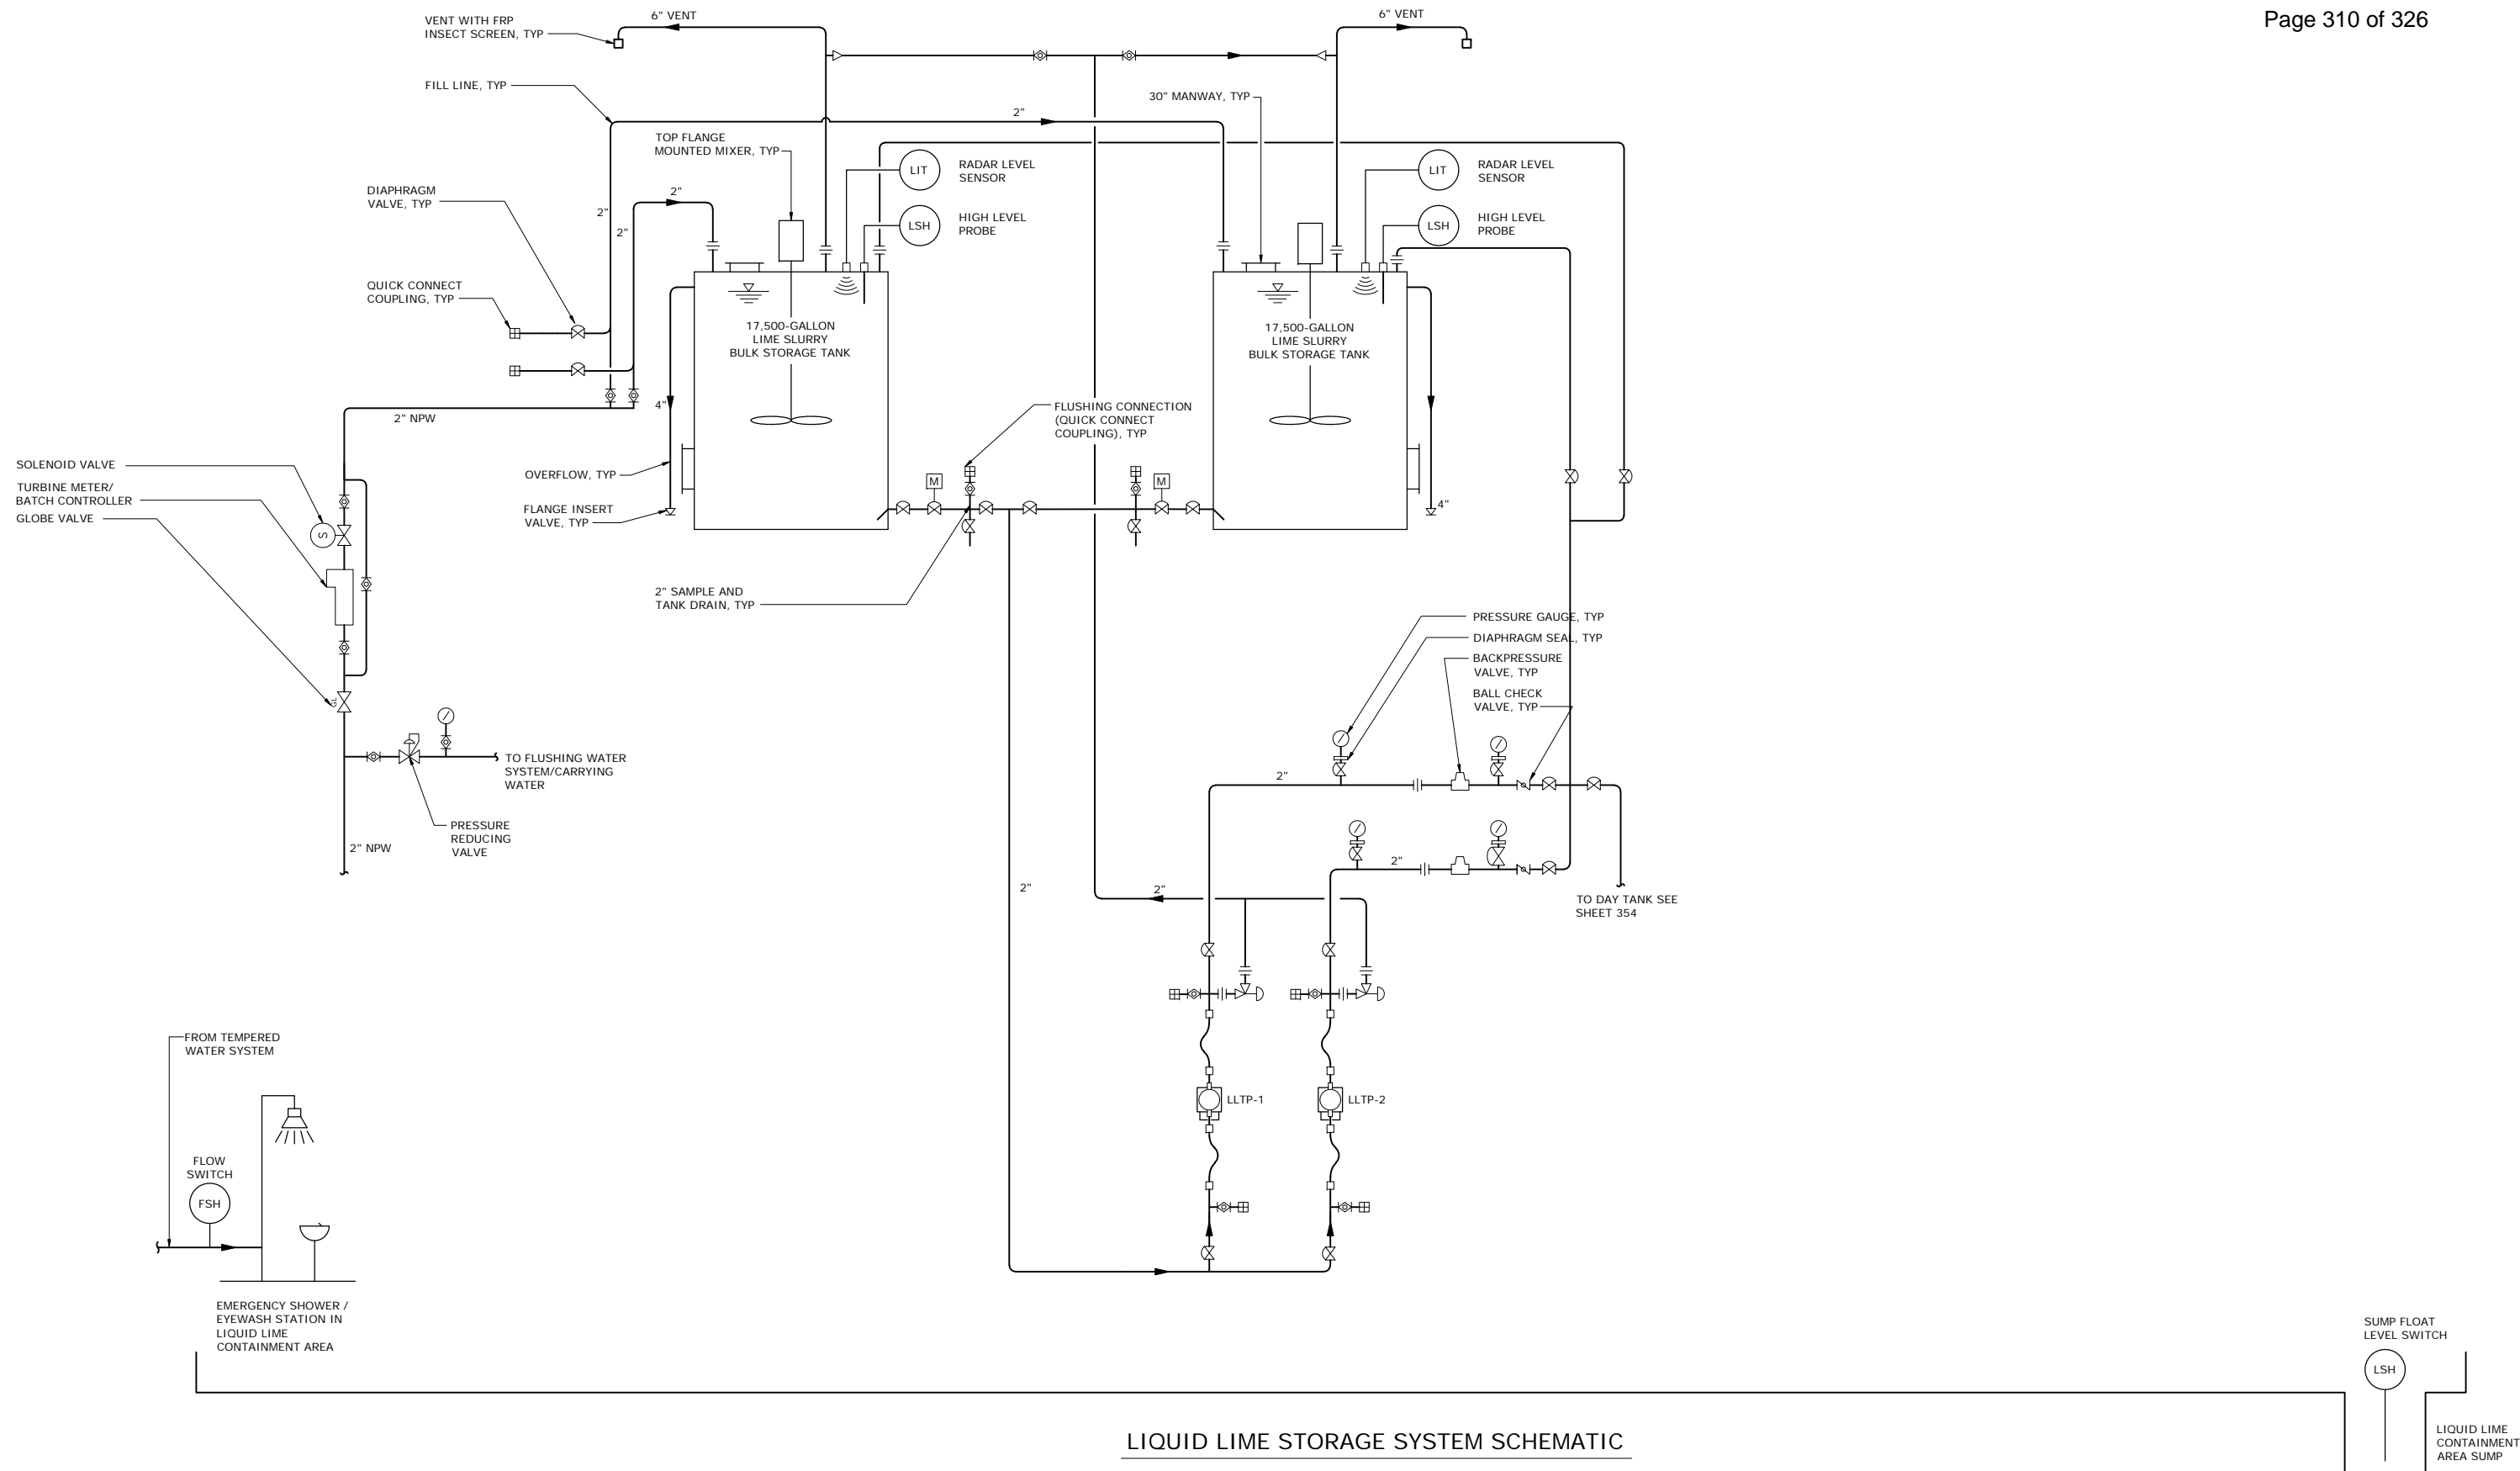 Page 310 of 326
VENT WITH FRP
INSECT SCREEN, TYP
6" VENT
6" VENT
FILL LINE, TYP
2"
30" MANWAY, TYP
TOP FLANGE
MOUNTED MIXER, TYP
LIT
RADAR LEVEL
SENSOR
LIT
RADAR LEVEL
SENSOR
DIAPHRAGM
VALVE, TYP
2"
2"
2"
LSH
HIGH LEVEL
PROBE
LSH
HIGH LEVEL
PROBE
QUICK CONNECT
COUPLING, TYP
17,500-GALLON
LIME SLURRY
BULK STORAGE TANK
17,500-GALLON
LIME SLURRY
BULK STORAGE TANK
2" NPW
4"
FLUSHING CONNECTION
(QUICK CONNECT
COUPLING), TYP
SOLENOID VALVE
TURBINE METER/
BATCH CONTROLLER
GLOBE VALVE
S
OVERFLOW, TYP
FLANGE INSERT
VALVE, TYP
M
M
4"
2" SAMPLE AND
TANK DRAIN, TYP
PRESSURE GAUGE, TYP
DIAPHRAGM SEAL, TYP
BACKPRESSURE
VALVE, TYP
BALL CHECK
VALVE, TYP
GL
TO FLUSHING WATER
SYSTEM/CARRYING
WATER
PRESSURE
REDUCING
VALVE
2" NPW
2"
2"
2"
2"
TO DAY TANK SEE
SHEET 354
LLTP-1
LLTP-2
FROM TEMPERED
WATER SYSTEM
FLOW
SWITCH
FSH
EMERGENCY SHOWER /
EYEWASH STATION IN
LIQUID LIME
CONTAINMENT AREA
SUMP FLOAT
LEVEL SWITCH
LSH
LIQUID LIME
CONTAINMENT
AREA SUMP
LIQUID LIME STORAGE SYSTEM SCHEMATIC